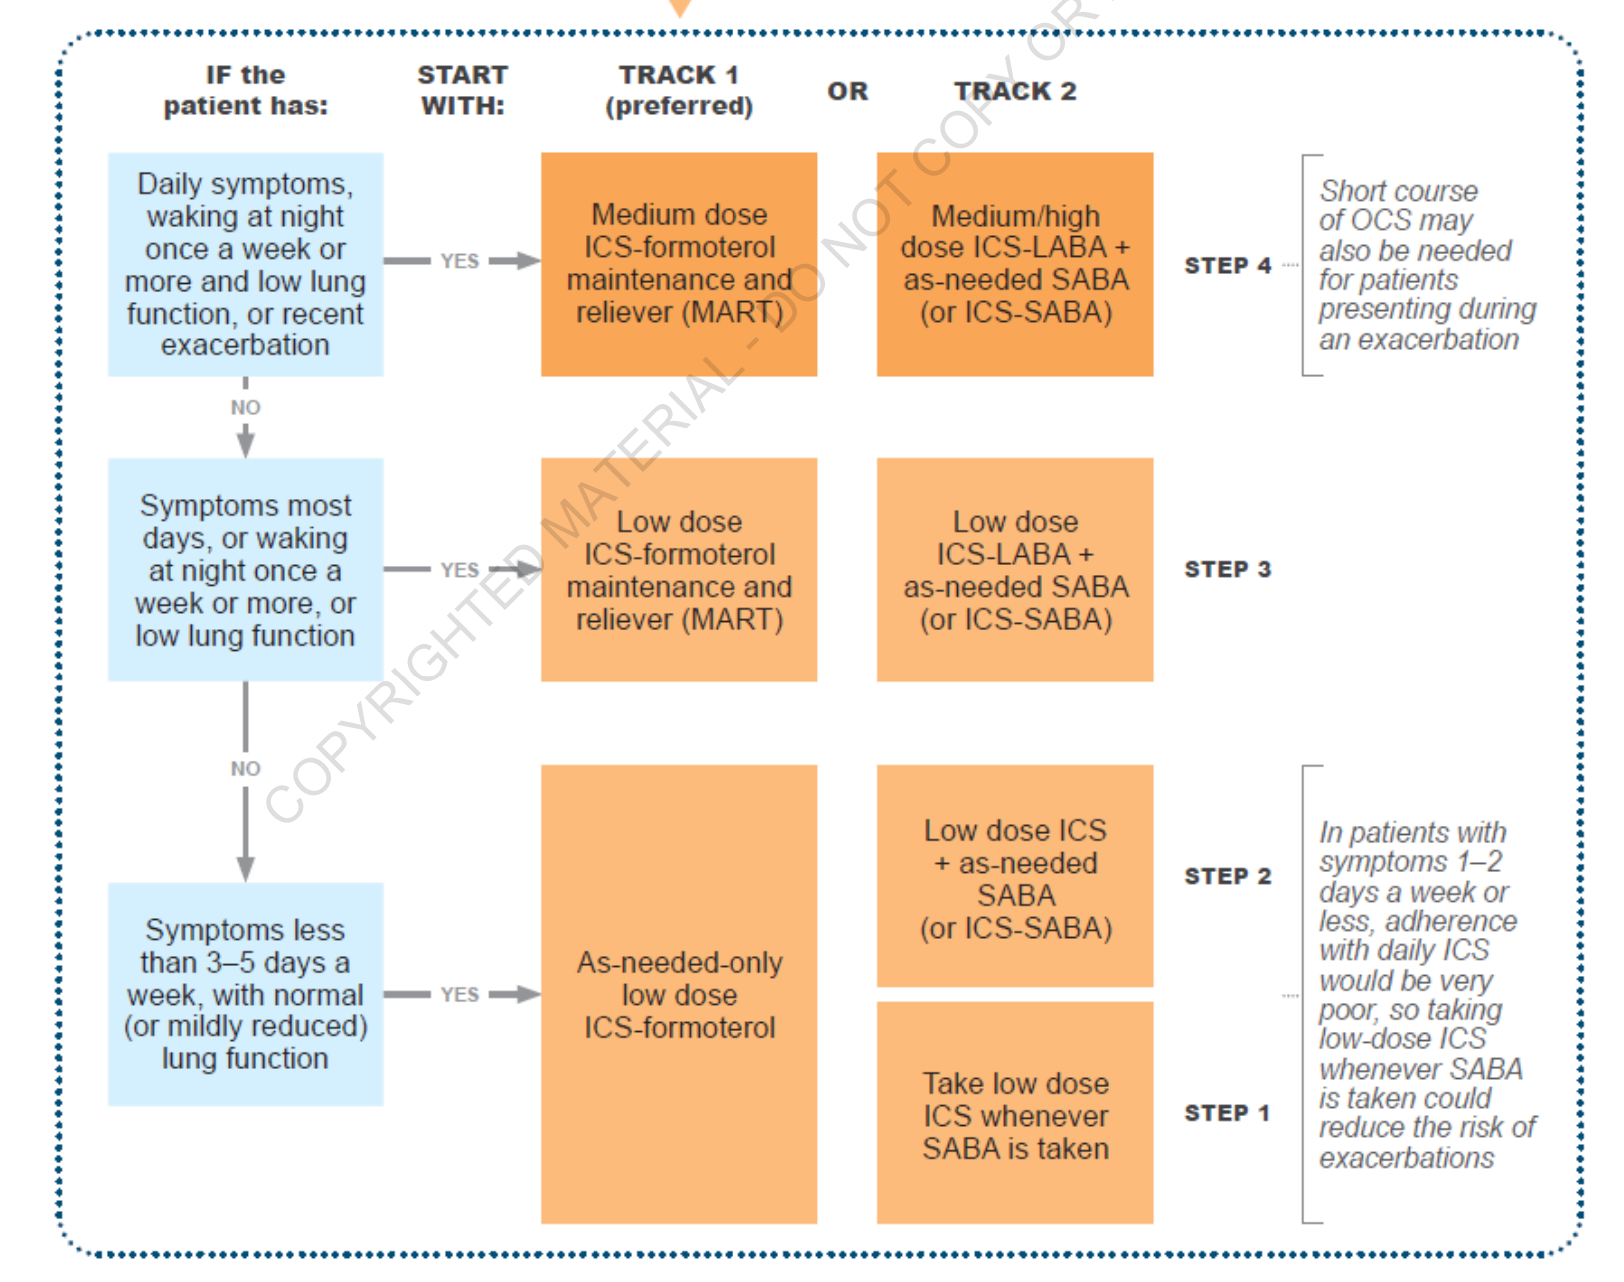 IF the
patient has:
START
WITH:
TRACK 1
(preferred)
OR
TRACK 2
Daily symptoms,
waking at night
once a week or
more and low lung
function, or recent
exacerbation
YES
Medium dose
ICS-formoterol
maintenance and
reliever (MART)
Medium/high
dose ICS-LABA +
as-needed SABA
(or ICS-SABA)
STEP 4
Short course
of OCS may
also be needed
for patients
presenting during
an exacerbation
NO
Symptoms most
days, or waking
at night once a
week or more, or
low lung function
YES
Low dose
ICS-formoterol
maintenance and
reliever (MART)
Low dose
ICS-LABA +
as-needed SABA
(or ICS-SABA)
STEP 3
NO
Symptoms less
than 3–5 days a
week, with normal
(or mildly reduced)
lung function
YES
As-needed-only
low dose
ICS-formoterol
Low dose ICS
+ as-needed
SABA
(or ICS-SABA)
STEP 2
Take low dose
ICS whenever
SABA is taken
STEP 1
In patients with
symptoms 1–2
days a week or
less, adherence
with daily ICS
would be very
poor, so taking
low-dose ICS
whenever SABA
is taken could
reduce the risk of
exacerbations
COPYRIGHTED MATERIAL - DO NOT COPY OR